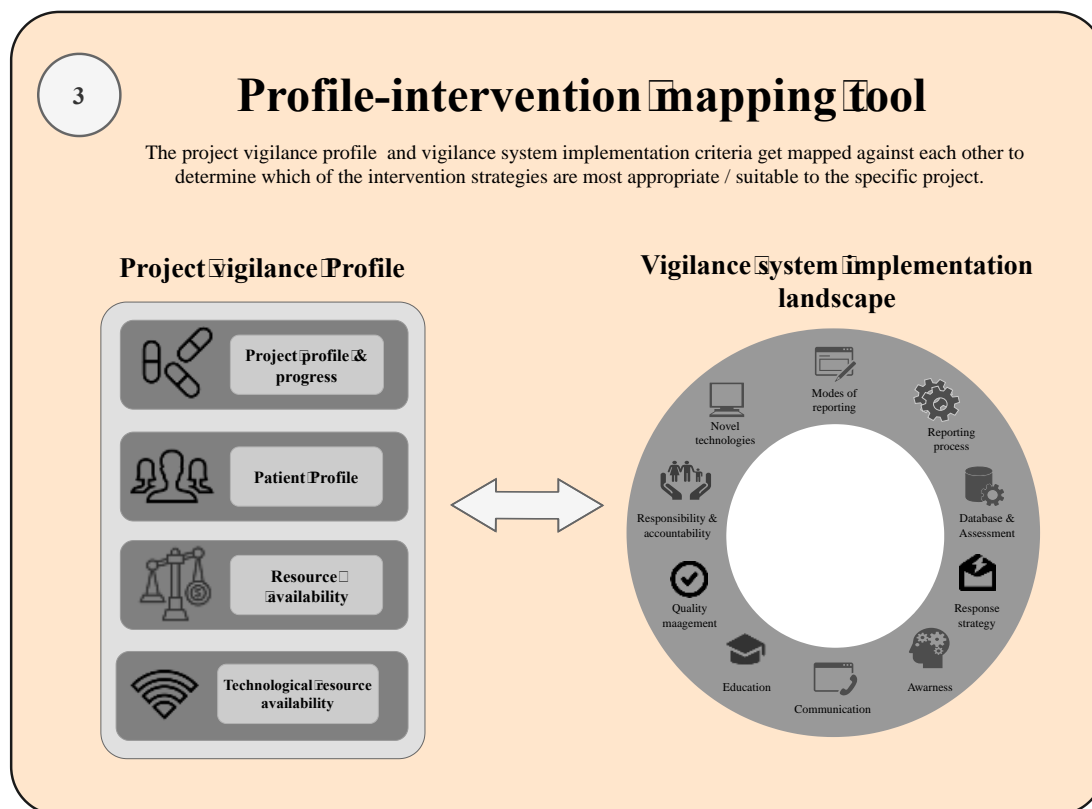 3
Profile-intervention mapping tool
The project vigilance profile and vigilance system implementation criteria get mapped against each other to
determine which of the intervention strategies are most appropriate / suitable to the specific project.
Project vigilance Profile
Project profile &
progress
Patient Profile
Resource
availability
Technological resource
availability
Vigilance system implementation
landscape
Modes of
reporting
Reporting
process
Database &
Assessment
Response
strategy
Awarness
Communication
Education
Quality
maagement
Responsibility &
accountability
Novel
technologies